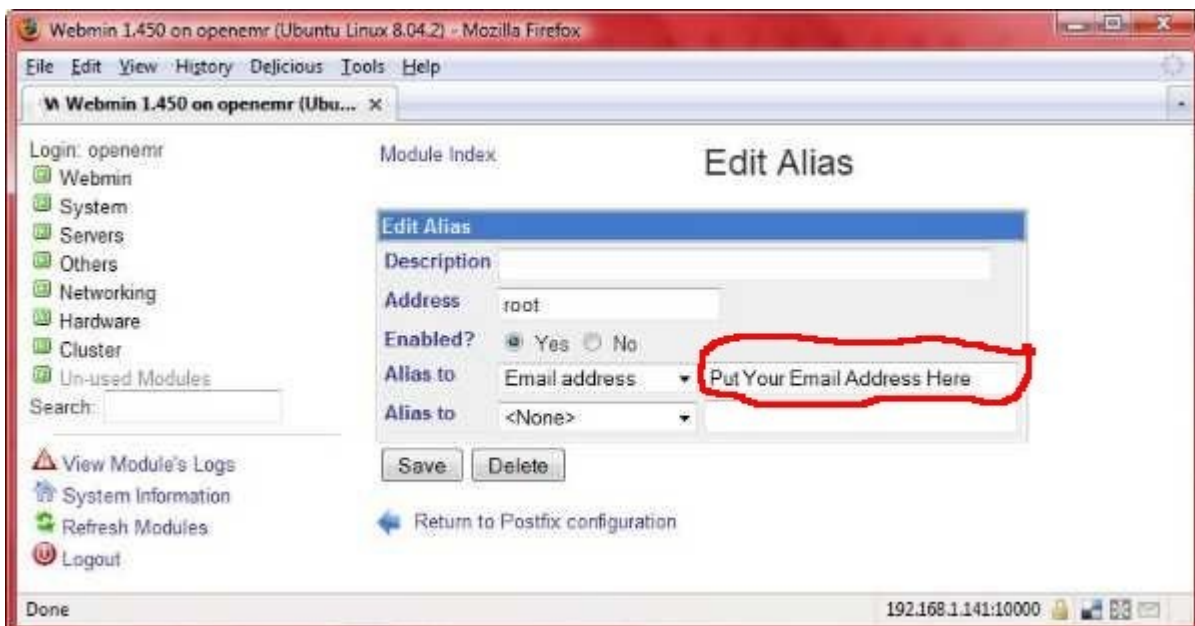 Webmin 1.450 on openemr (Ubuntu Linux 8.04.2) - Mozilla Firefox
File Edit View History Delicious Tools Help
Webmin 1.450 on openemr (Ubu...
Login: openemr
Webmin
System
Servers
Others
Networking
Hardware
Cluster
Un-used Modules
Search:
View Module's Logs
System Information
Refresh Modules
Logout
Module Index
Edit Alias
Edit Alias
Description
Address root
Enabled? Yes No
Alias to Email address Put Your Email Address Here
Alias to <None>
Save Delete
Return to Postfix configuration
Done 192.168.1.141:10000